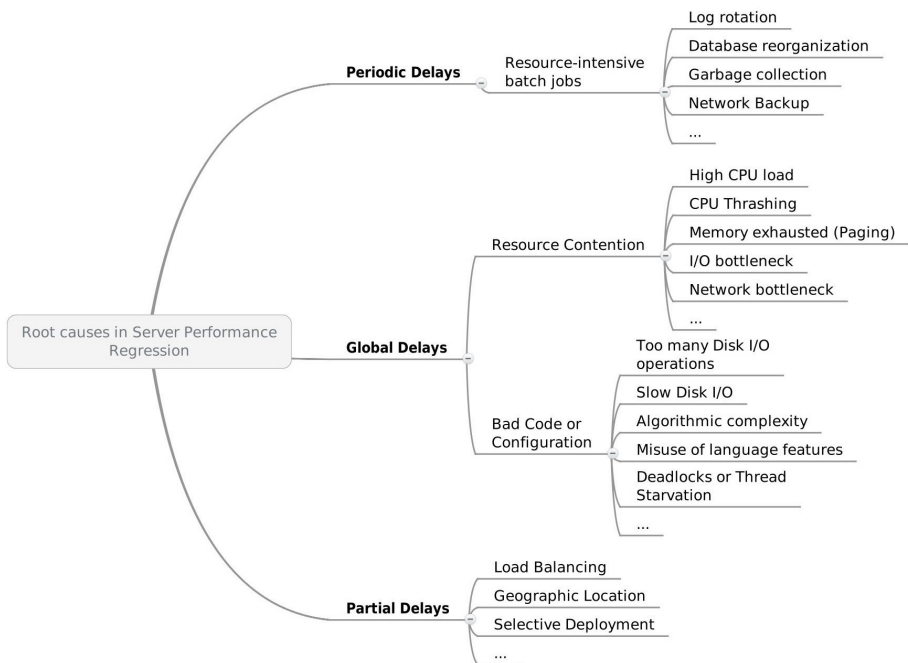 Log rotation
Database reorganization
Resource-intensive
batch jobs
Periodic Delays
Garbage collection
Network Backup
...
High CPU load
CPU Thrashing
Memory exhausted (Paging)
Resource Contention
I/O bottleneck
Network bottleneck
...
Root causes in Server Performance
Regression
Global Delays
Too many Disk I/O
operations
Slow Disk I/O
Algorithmic complexity
Bad Code or
Configuration
Misuse of language features
Deadlocks or Thread
Starvation
...
Load Balancing
Geographic Location
Partial Delays
Selective Deployment
...